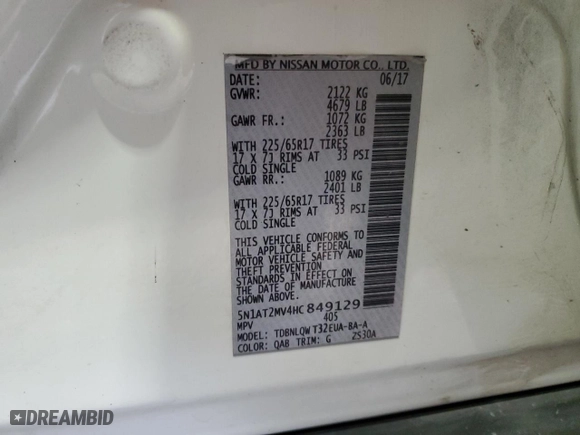 MFD BY NISSAN MOTOR CO., LTD.
DATE: 06/17
GVWR: 2122 KG
4679 LB
GAWR FR.: 1072 KG
2363 LB
WITH 225/65R17 TIRES
17 X 7J RIMS AT 33 PSI
COLD SINGLE
GAWR RR.: 1089 KG
2401 LB
WITH 225/65R17 TIRES
17 X 7J RIMS AT 33 PSI
COLD SINGLE
THIS VEHICLE CONFORMS TO
ALL APPLICABLE FEDERAL
MOTOR VEHICLE SAFETY AND
THEFT PREVENTION
STANDARDS IN EFFECT ON
THE DATE OF MANUFACTURE
SHOWN ABOVE.
5N1AT2MV4HC849129
MPV 405
MODEL: TDBNLQW T32EUA-BA-A
COLOR: QAB TRIM: G 2S30A
DREAMBID